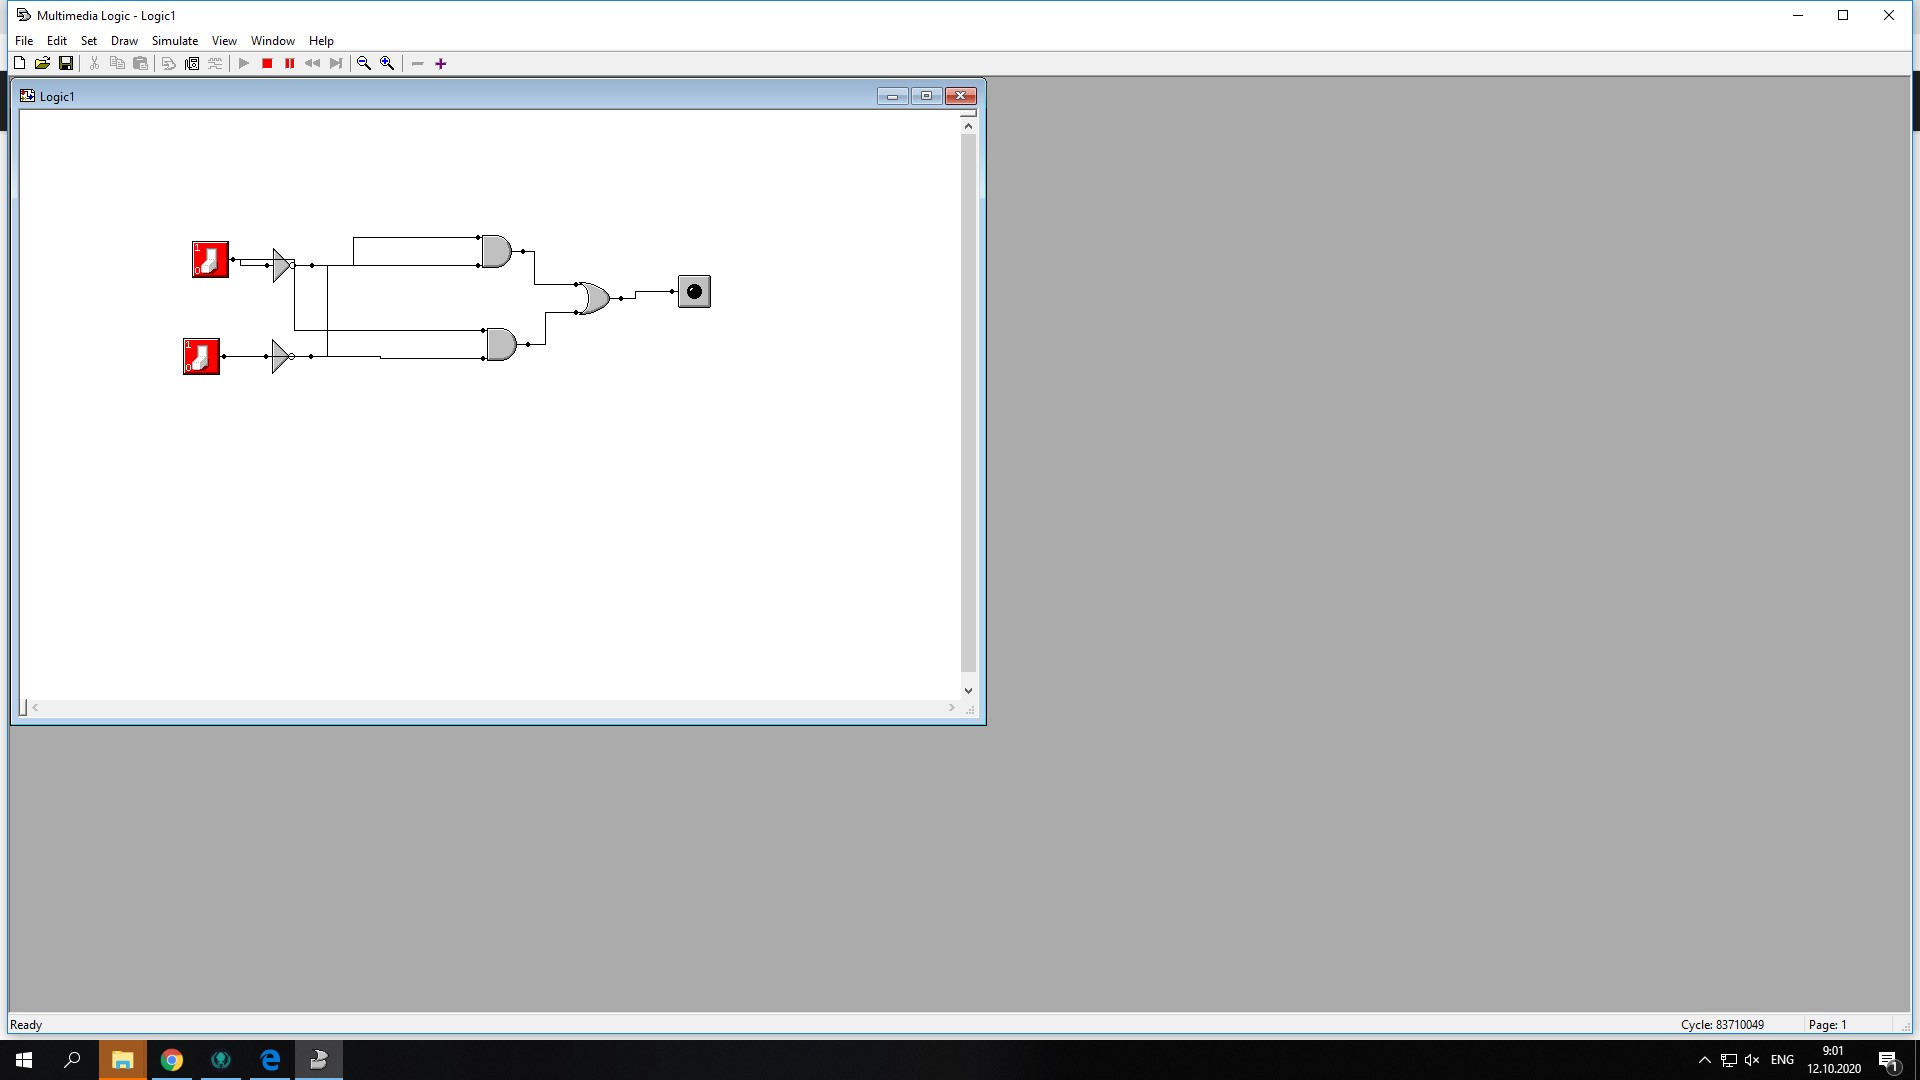 Multimedia Logic - Logic1
File Edit Set Draw Simulate View Window Help
Logic1
1
0
1
0
Ready
Cycle: 83710049
Page: 1
ENG
9:01
12.10.2020
1